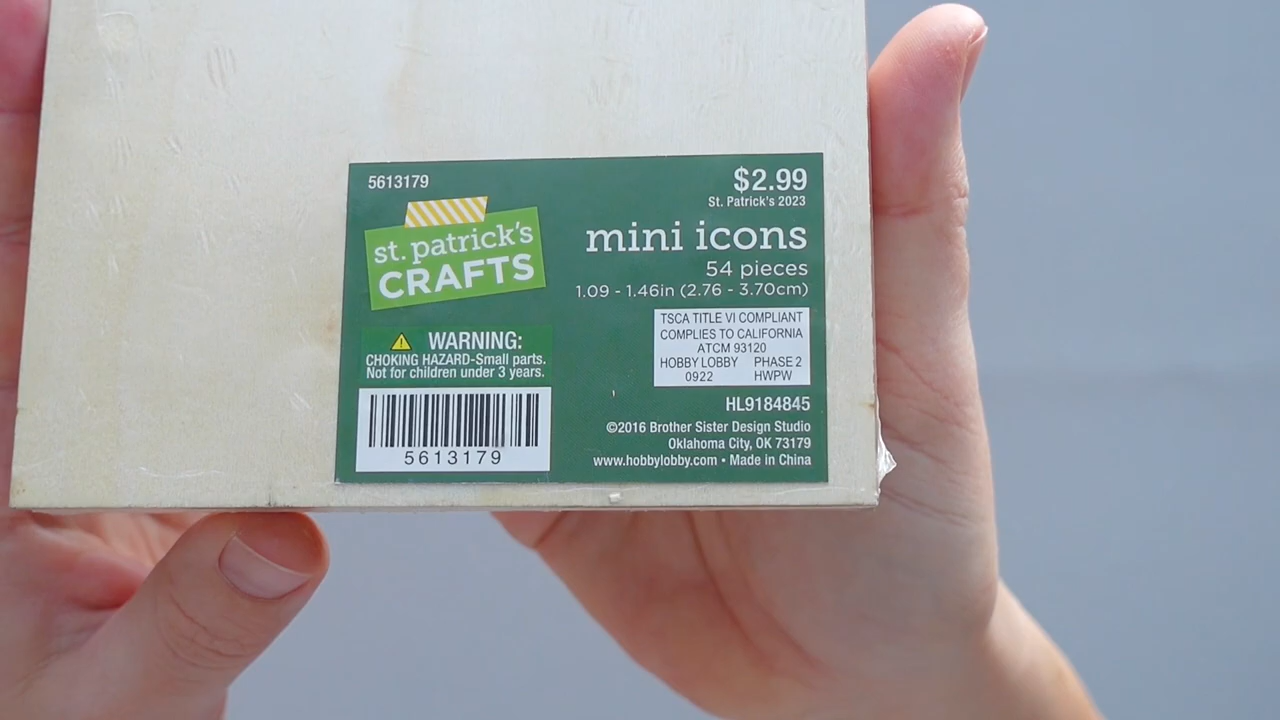 5613179
$2.99
St. Patrick's 2023
st. patrick's
CRAFTS
mini icons
54 pieces
1.09 - 1.46in (2.76 - 3.70cm)
WARNING:
CHOKING HAZARD-Small parts.
Not for children under 3 years.
TSCA TITLE VI COMPLIANT
COMPLIES TO CALIFORNIA
ATCM 93120
HOBBY LOBBY PHASE 2
0922 HWPW
5613179
HL9184845
©2016 Brother Sister Design Studio
Oklahoma City, OK 73179
www.hobbylobby.com • Made in China